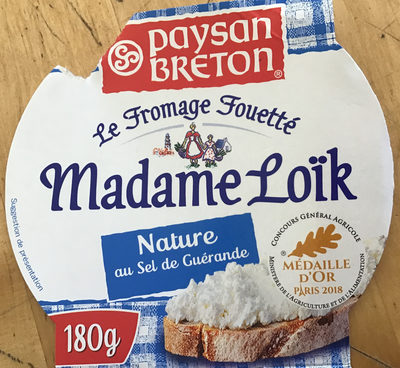 paysan
BRETON®
Le Fromage Fouetté
Madame Loïk
Nature
au Sel de Guérande
Suggestion de présentation
CONCOURS GÉNÉRAL AGRICOLE
®
MÉDAILLE
D'OR
PARIS 2018
MINISTÈRE DE L'AGRICULTURE ET DE L'ALIMENTATION
180g